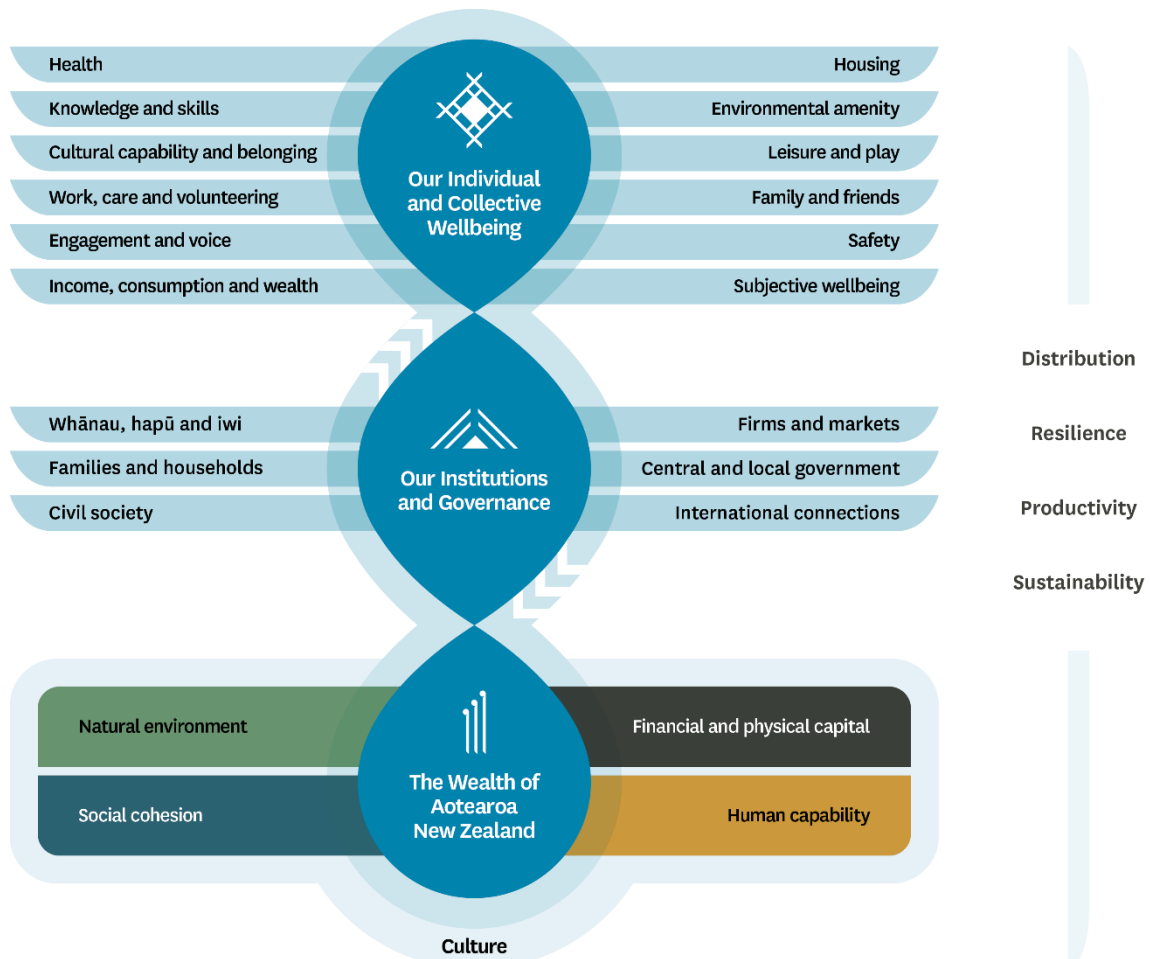 Health
Housing
Knowledge and skills
Environmental amenity
Cultural capability and belonging
Leisure and play
Work, care and volunteering
Family and friends
Engagement and voice
Safety
Income, consumption and wealth
Subjective wellbeing
Our Individual
and Collective
Wellbeing
Whānau, hapū and iwi
Firms and markets
Families and households
Central and local government
Civil society
International connections
Our Institutions
and Governance
Natural environment
Financial and physical capital
Social cohesion
Human capability
The Wealth of
Aotearoa
New Zealand
Culture
Distribution
Resilience
Productivity
Sustainability